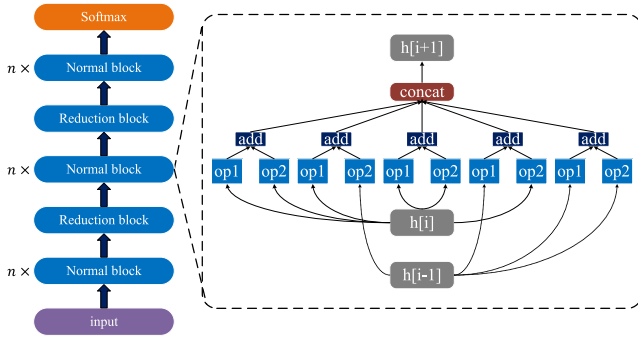 Softmax
n × Normal block
Reduction block
n × Normal block
Reduction block
n × Normal block
input
h[i+1]
concat
add add add add add
op1 op2 op1 op2 op1 op2 op1 op2 op1 op2
h[i]
h[i-1]